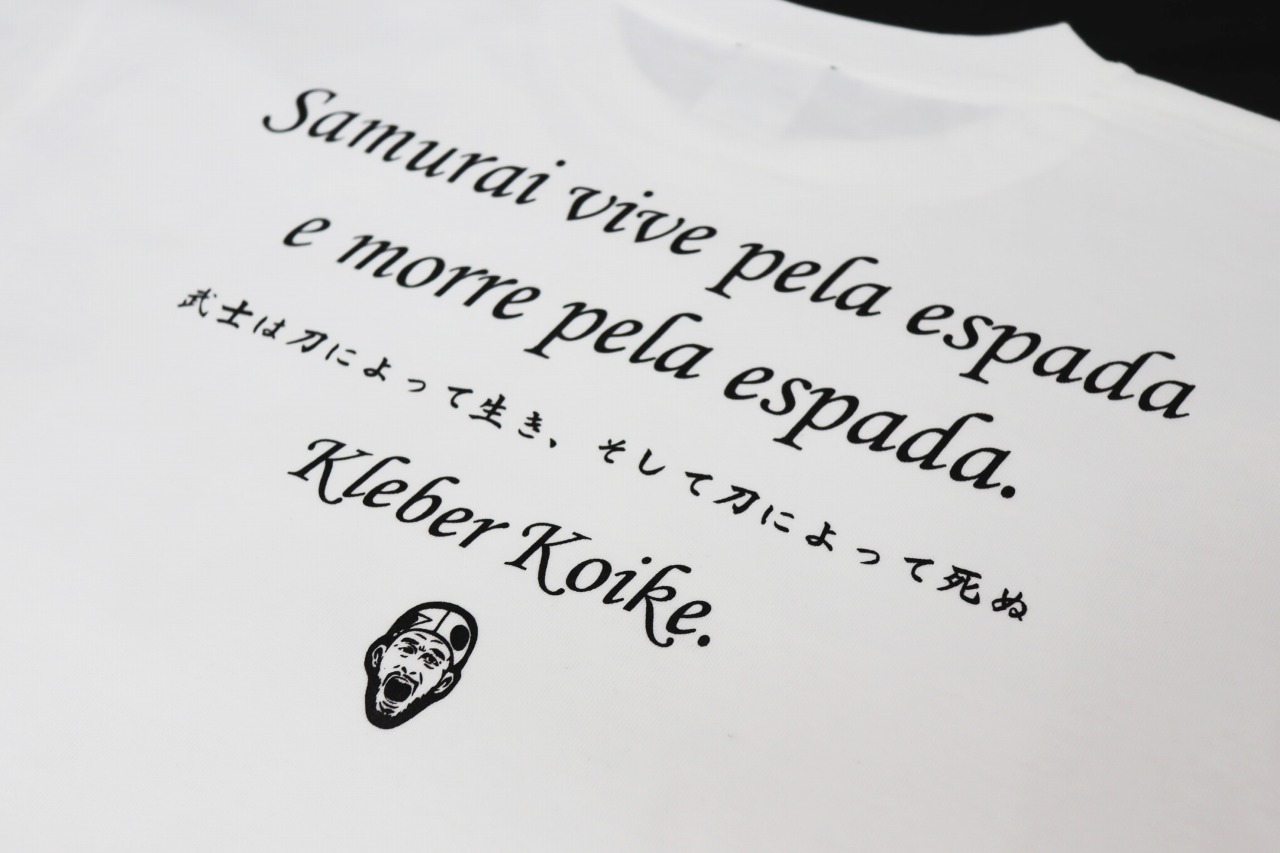 Samurai vive pela espada
e morre pela espada.
武士は刀によって生き、そして刀によって死ぬ
Kleber Koike.